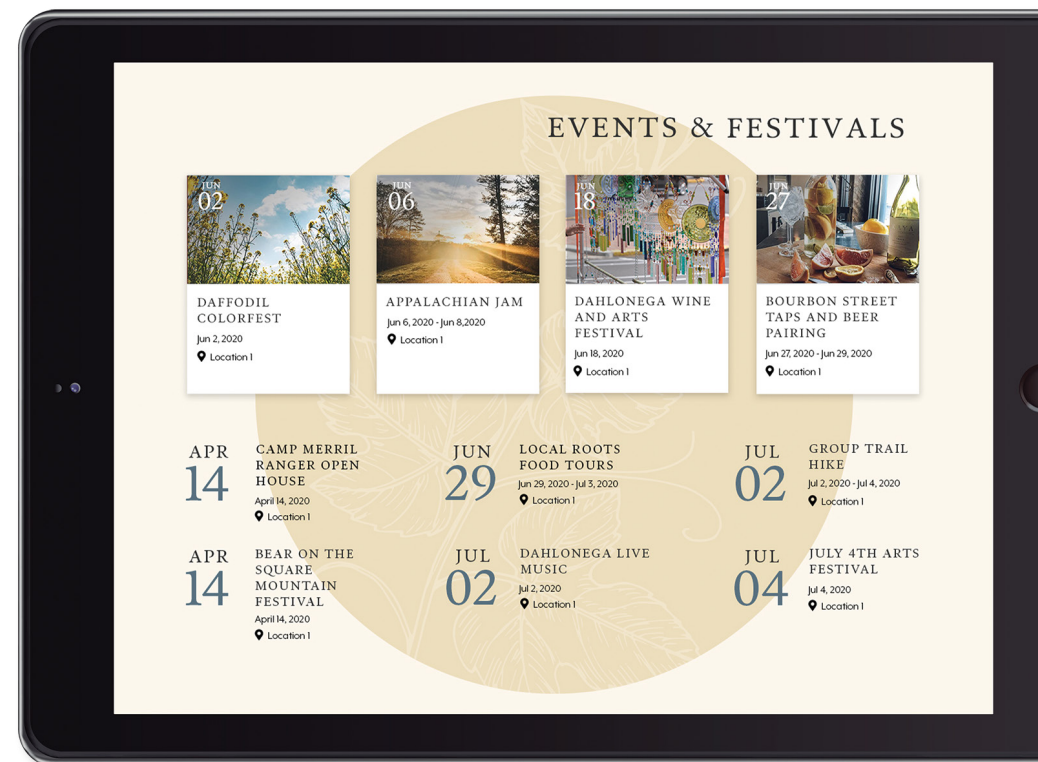 EVENTS & FESTIVALS
JUN
02
DAFFODIL
COLORFEST
Jun 2, 2020
Location 1
JUN
06
APPALACHIAN JAM
Jun 6, 2020 - Jun 8,2020
Location 1
JUN
18
DAHLONEGA WINE
AND ARTS
FESTIVAL
Jun 18, 2020
Location 1
JUN
27
BOURBON STREET
TAPS AND BEER
PAIRING
Jun 27, 2020 - Jun 29, 2020
Location 1
APR
14
CAMP MERRIL
RANGER OPEN
HOUSE
April 14, 2020
Location 1
JUN
29
LOCAL ROOTS
FOOD TOURS
Jun 29, 2020 - Jul 3, 2020
Location 1
JUL
02
GROUP TRAIL
HIKE
Jul 2, 2020 - Jul 4, 2020
Location 1
APR
14
BEAR ON THE
SQUARE
MOUNTAIN
FESTIVAL
April 14, 2020
Location 1
JUL
02
DAHLONEGA LIVE
MUSIC
Jul 2, 2020
Location 1
JUL
04
JULY 4TH ARTS
FESTIVAL
Jul 4, 2020
Location 1